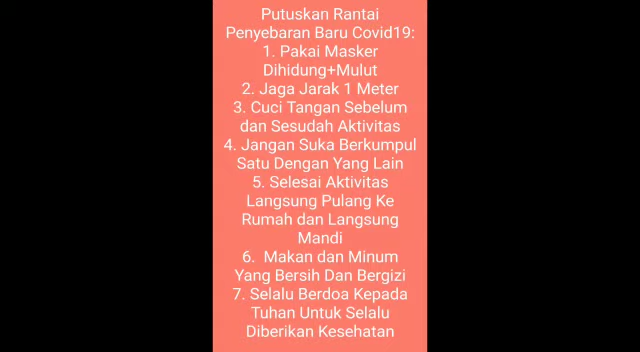 Putuskan Rantai
Penyebaran Baru Covid19:
1. Pakai Masker
Dihidung+Mulut
2. Jaga Jarak 1 Meter
3. Cuci Tangan Sebelum
dan Sesudah Aktivitas
4. Jangan Suka Berkumpul
Satu Dengan Yang Lain
5. Selesai Aktivitas
Langsung Pulang Ke
Rumah dan Langsung
Mandi
6. Makan dan Minum
Yang Bersih Dan Bergizi
7. Selalu Berdoa Kepada
Tuhan Untuk Selalu
Diberikan Kesehatan